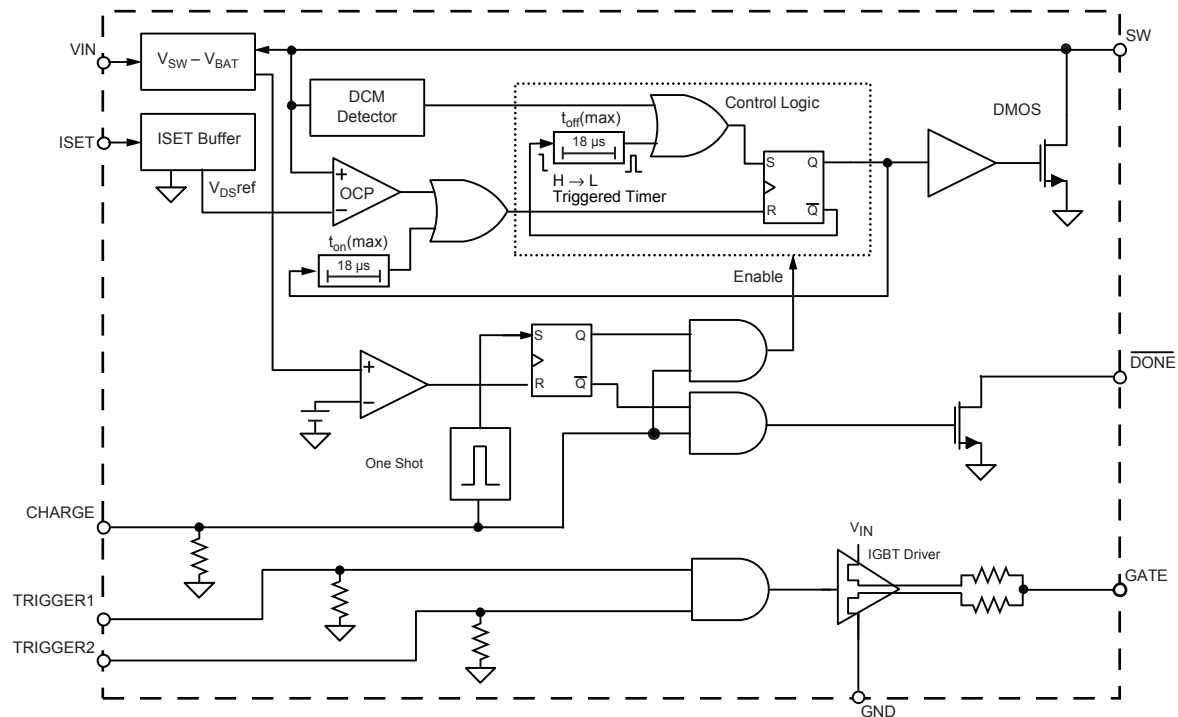 VIN
V_SW – V_BAT
SW
DCM
Detector
Control Logic
DMOS
t_off(max)
18 µs
ISET
ISET Buffer
S
Q
H → L
Triggered Timer
R
Q̅
V_DSref
+
OCP
–
t_on(max)
18 µs
Enable
S
Q
R
Q̅
+
–
D̅O̅N̅E̅
One Shot
CHARGE
V_IN
IGBT Driver
GATE
TRIGGER1
TRIGGER2
GND